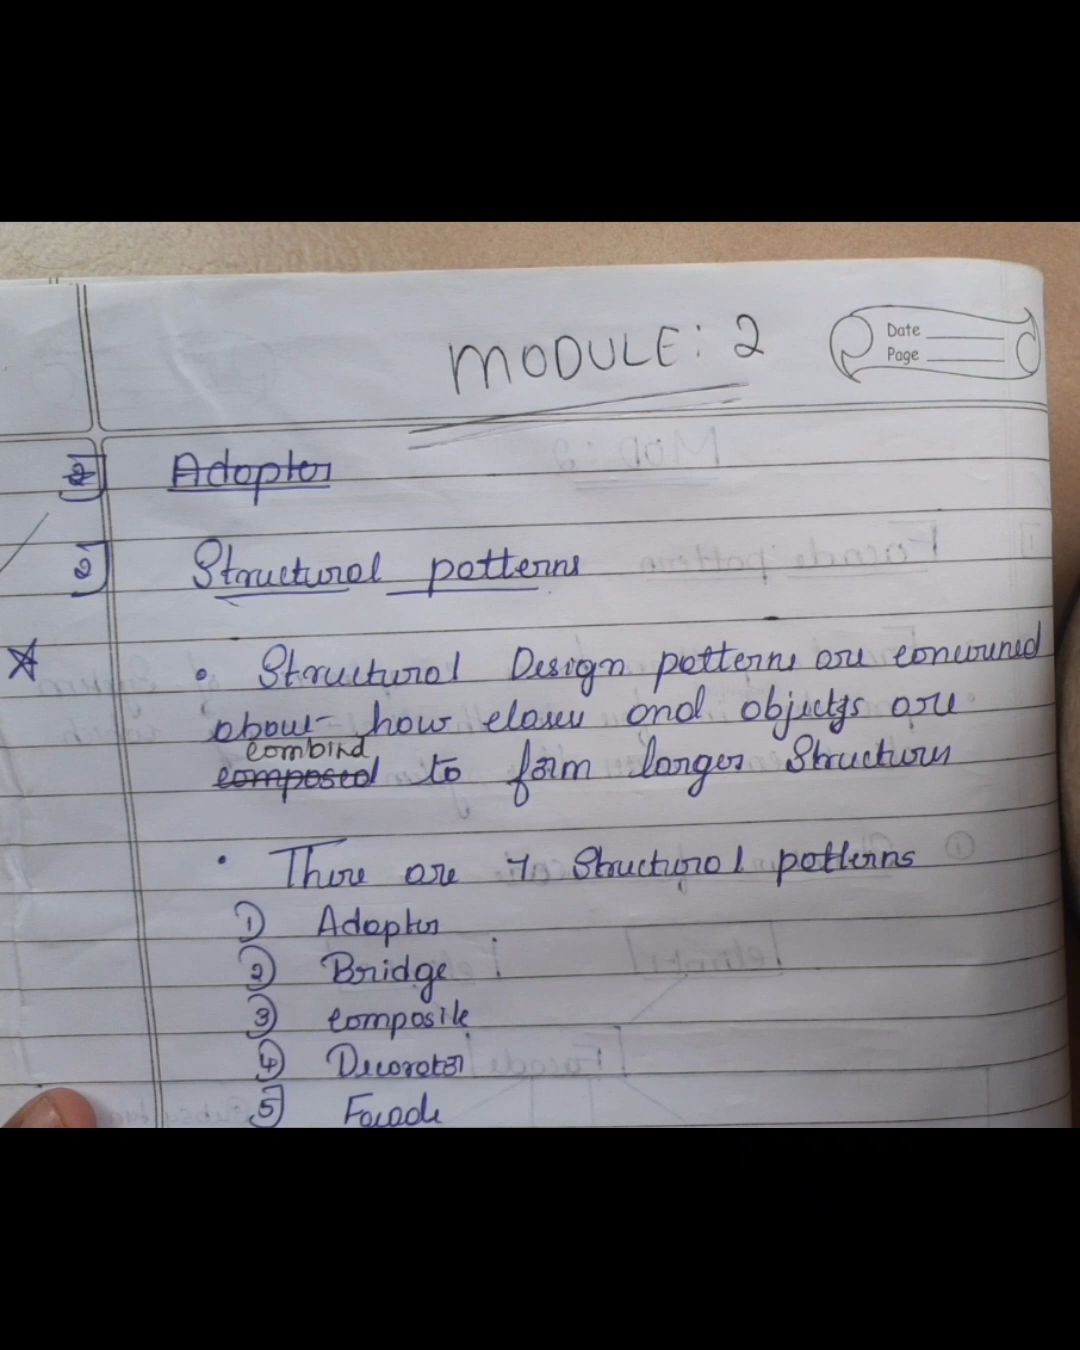 MODULE: 2
Date
Page
2] Adapter
2] Structural patterns
• Structural Design patterns are concerned
about how classes and objects are
combind
composed to form larger Structures
• There are 7 Structural patterns
① Adapter
② Bridge
③ composite
④ Decorator
5] Facade